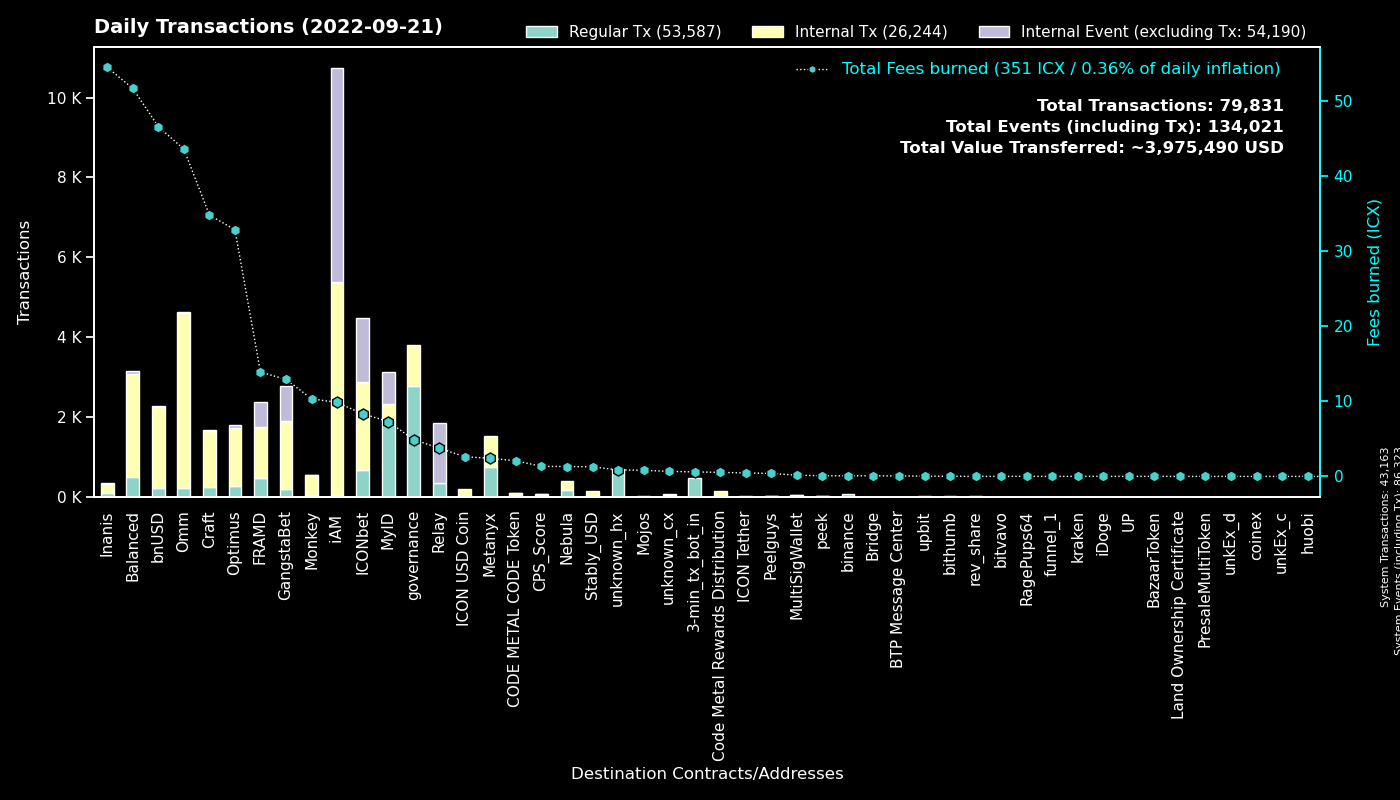 Daily Transactions (2022-09-21)
Regular Tx (53,587)
Internal Tx (26,244)
Internal Event (excluding Tx: 54,190)
Total Fees burned (351 ICX / 0.36% of daily inflation)
Total Transactions: 79,831
Total Events (including Tx): 134,021
Total Value Transferred: ~3,975,490 USD
Transactions
10 K
8 K
6 K
4 K
2 K
0 K
50
40
30
20
10
0
Fees burned (ICX)
Inanis
Balanced
bnUSD
Omm
Craft
Optimus
FRAMD
GangstaBet
Monkey
iAM
ICONbet
MyID
governance
Relay
ICON USD Coin
Metanyx
CODE METAL CODE Token
CPS_Score
Nebula
Stably_USD
unknown_hx
Mojos
unknown_cx
3-min_tx_bot_in
Code Metal Rewards Distribution
ICON Tether
Peelguys
MultiSigWallet
peek
binance
Bridge
BTP Message Center
upbit
bithumb
rev_share
bitvavo
RagePups64
funnel_1
kraken
iDoge
UP
BazaarToken
Land Ownership Certificate
PresaleMultiToken
unkEx_d
coinex
unkEx_c
huobi
Destination Contracts/Addresses
System Transactions: 43,163
System Events (including Tx): 86,323